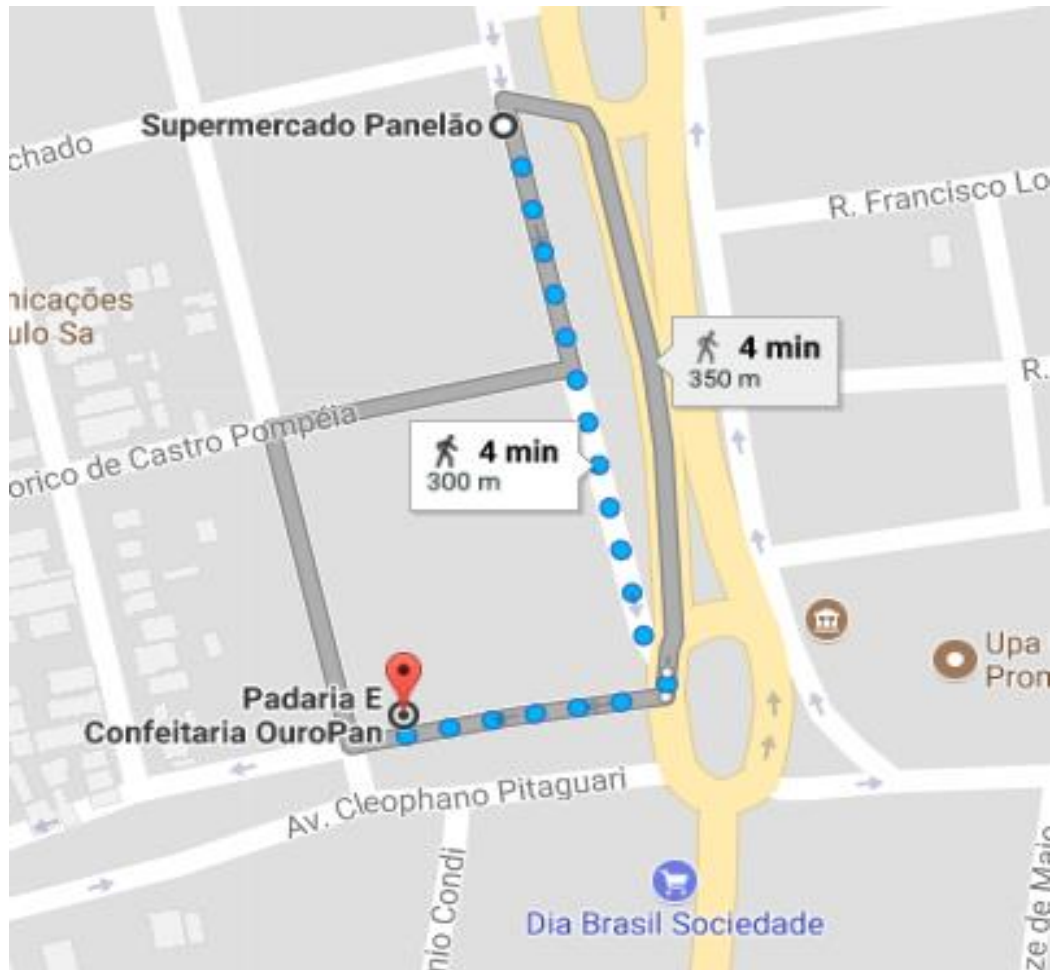 Supermercado Panelão
chado
R. Francisco Lo
nicações
ulo Sa
4 min
350 m
R.
orico de Castro Pompéia
4 min
300 m
Upa
Pron
Padaria E
Confeitaria OuroPan
Av. Cleophano Pitaguari
nio Condi
Dia Brasil Sociedade
ze de Maio